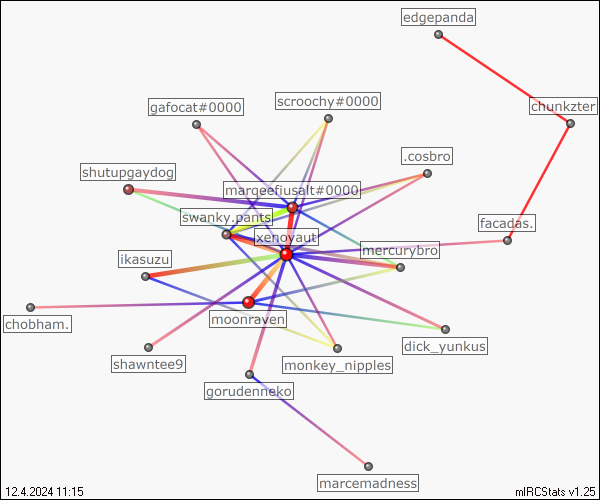 edgepanda
chunkzter
gafocat#0000
scroochy#0000
.cosbro
shutupgaydog
marqeefiusalt#0000
swanky.pants
facadas.
xenoyaut
mercurybro
ikasuzu
chobham.
moonraven
dick_yunkus
shawntee9
monkey_nipples
gorudenneko
marcemadness
12.4.2024 11:15
mIRCStats v1.25